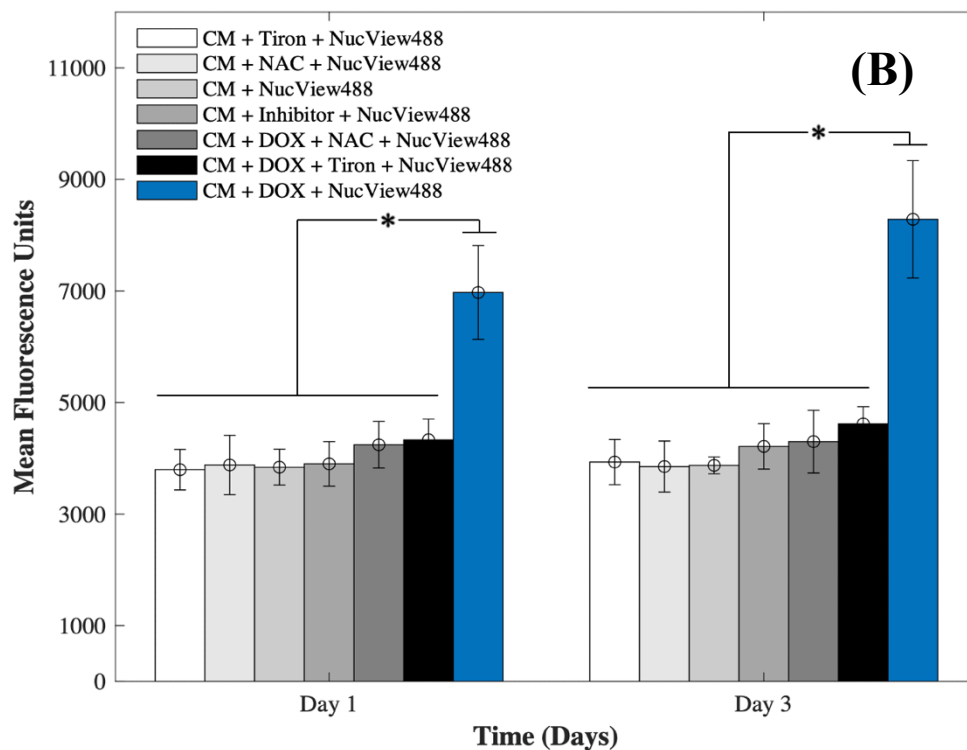 CM + Tiron + NucView488
CM + NAC + NucView488
CM + NucView488
CM + Inhibitor + NucView488
CM + DOX + NAC + NucView488
CM + DOX + Tiron + NucView488
CM + DOX + NucView488
(B)
*
*
Mean Fluorescence Units
11000
9000
7000
5000
3000
1000
0
Day 1
Day 3
Time (Days)